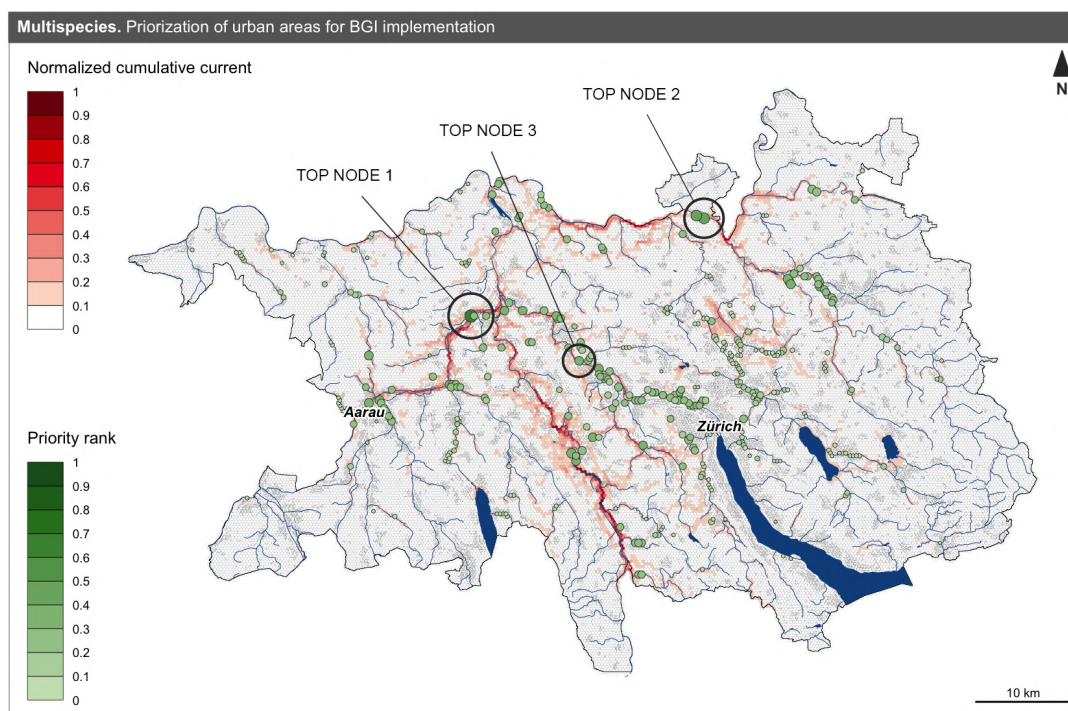 Multispecies. Priorization of urban areas for BGI implementation
Normalized cumulative current
1
0.9
0.8
0.7
0.6
0.5
0.4
0.3
0.2
0.1
0
TOP NODE 2
TOP NODE 3
TOP NODE 1
N
Aarau
Zürich
Priority rank
1
0.9
0.8
0.7
0.6
0.5
0.4
0.3
0.2
0.1
0
10 km